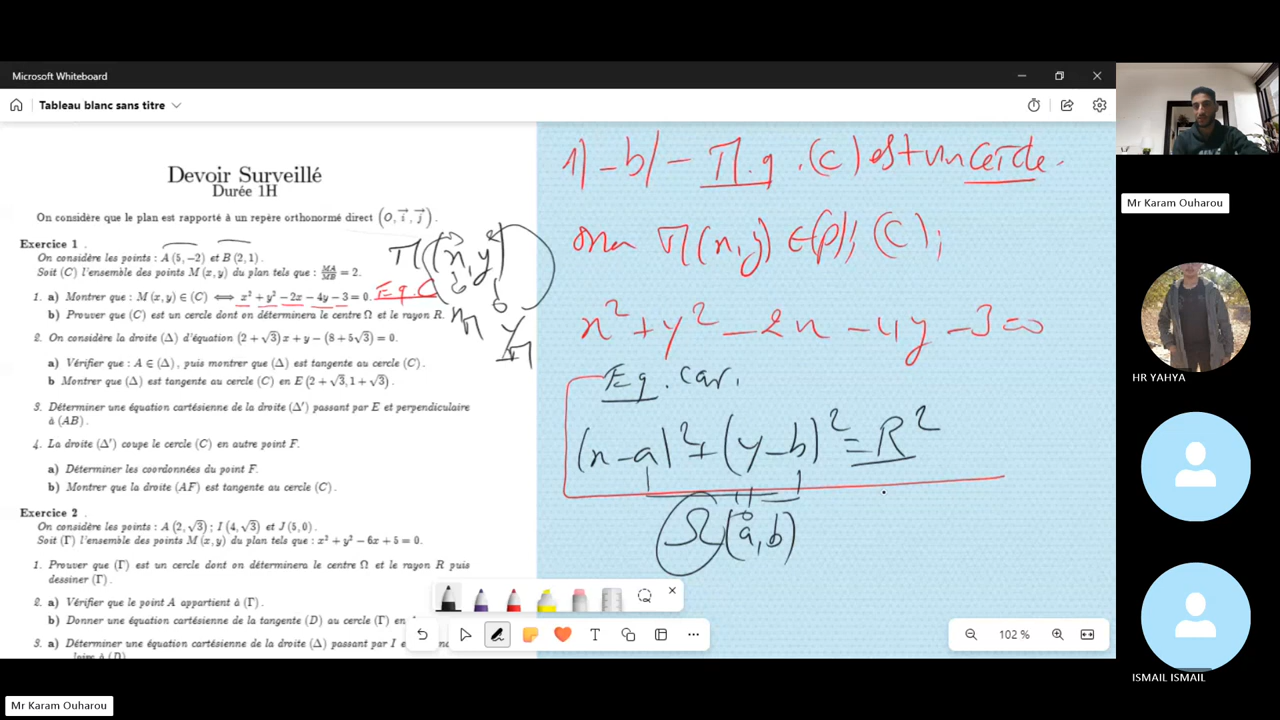 Microsoft Whiteboard
Tableau blanc sans titre
Devoir Surveillé
Durée 1H
On considère que le plan est rapporté à un repère orthonormé direct (O, i⃗, j⃗).
Exercice 1 .
On considère les points : A (5, −2) et B (2, 1).
Soit (C) l'ensemble des points M (x, y) du plan tels que : MA/MB = 2.
1. a) Montrer que : M (x, y) ∈ (C) ⟺ x² + y² − 2x − 4y − 3 = 0.
Eq. C
b) Prouver que (C) est un cercle dont on déterminera le centre Ω et le rayon R.
2. On considère la droite (Δ) d'équation (2 + √3) x + y − (8 + 5√3) = 0.
a) Vérifier que : A ∈ (Δ), puis montrer que (Δ) est tangente au cercle (C).
b Montrer que (Δ) est tangente au cercle (C) en E (2 + √3, 1 + √3).
3. Déterminer une équation cartésienne de la droite (Δ′) passant par E et perpendiculaire
à (AB).
4. La droite (Δ′) coupe le cercle (C) en autre point F.
a) Déterminer les coordonnées du point F.
b) Montrer que la droite (AF) est tangente au cercle (C).
Exercice 2 .
On considère les points : A (2, √3) ; I (4, √3) et J (5, 0).
Soit (Γ) l'ensemble des points M (x, y) du plan tels que : x² + y² − 6x + 5 = 0.
1. Prouver que (Γ) est un cercle dont on déterminera le centre Ω et le rayon R puis
dessiner (Γ).
2. a) Vérifier que le point A appartient à (Γ).
b) Donner une équation cartésienne de la tangente (D) au cercle (Γ) en
3. a) Déterminer une équation cartésienne de la droite (Δ) passant par I e
M(x, y)
1) - b) - M.q . (C) est un cercle.
ona M(x,y) ∈ (P); (C);
x² + y² − 2x − 4y − 3 = 0
Eq. car.
(x − a)² + (y − b)² = R²
Ω(a, b)
102 %
Mr Karam Ouharou
HR YAHYA
ISMAIL ISMAIL
Mr Karam Ouharou